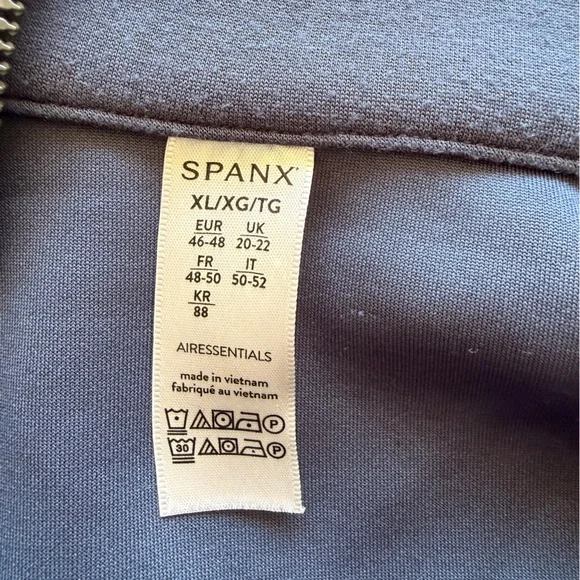 SPANX
XL/XG/TG
EUR UK
46-48 20-22
FR IT
48-50 50-52
KR
88
AIRESSENTIALS
made in vietnam
fabriqué au vietnam
P
30 P